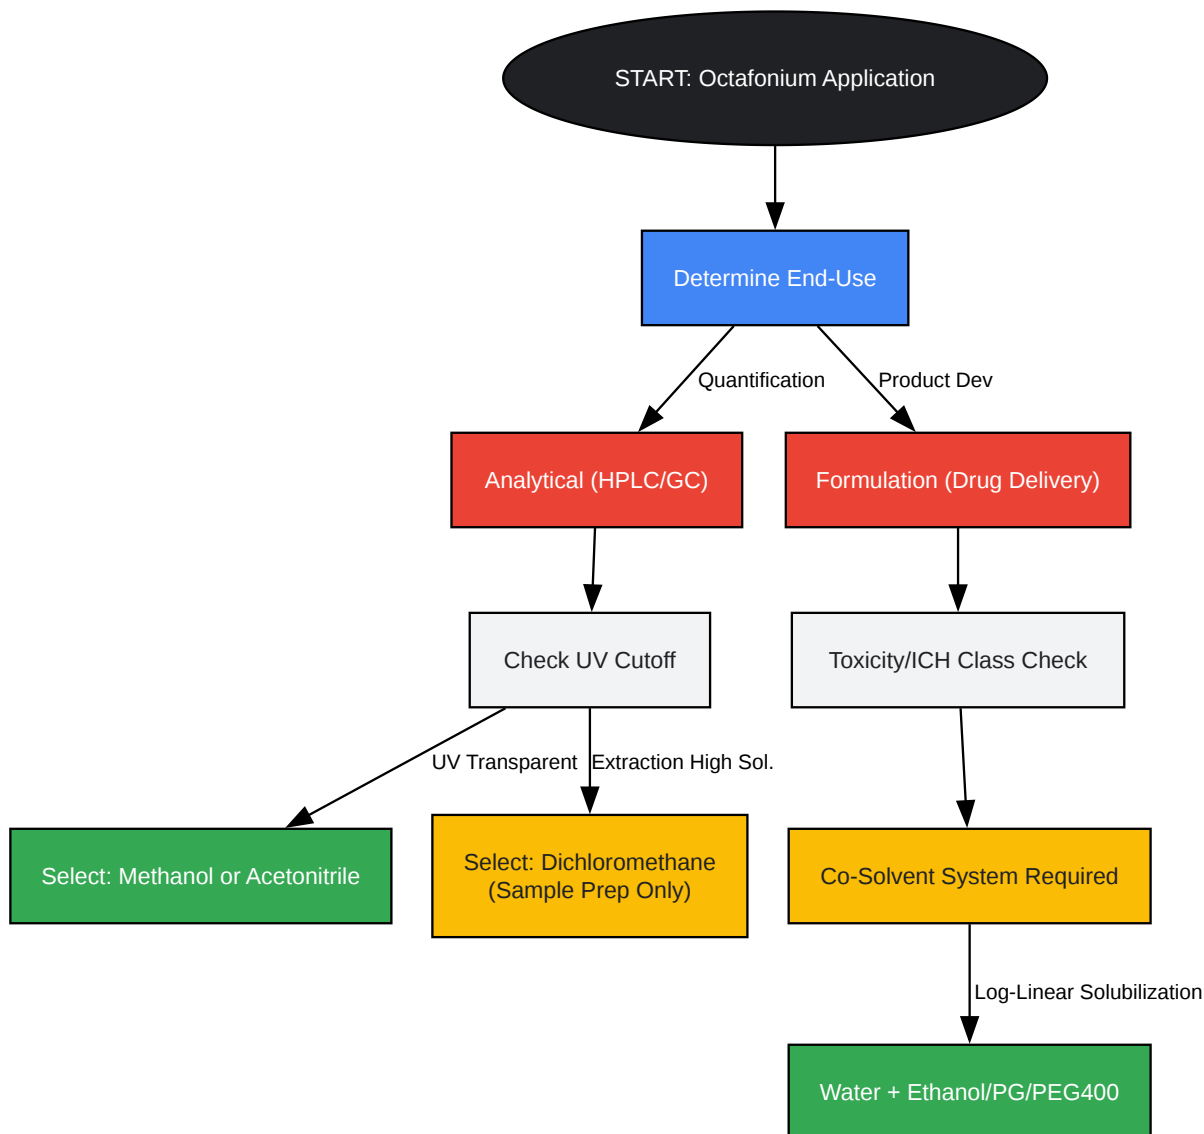 START: Octafonium Application
Determine End-Use
Quantification
Product Dev
Analytical (HPLC/GC)
Formulation (Drug Delivery)
Check UV Cutoff
Toxicity/ICH Class Check
UV Transparent
Extraction High Sol.
Select: Methanol or Acetonitrile
Select: Dichloromethane
(Sample Prep Only)
Co-Solvent System Required
Log-Linear Solubilization
Water + Ethanol/PG/PEG400